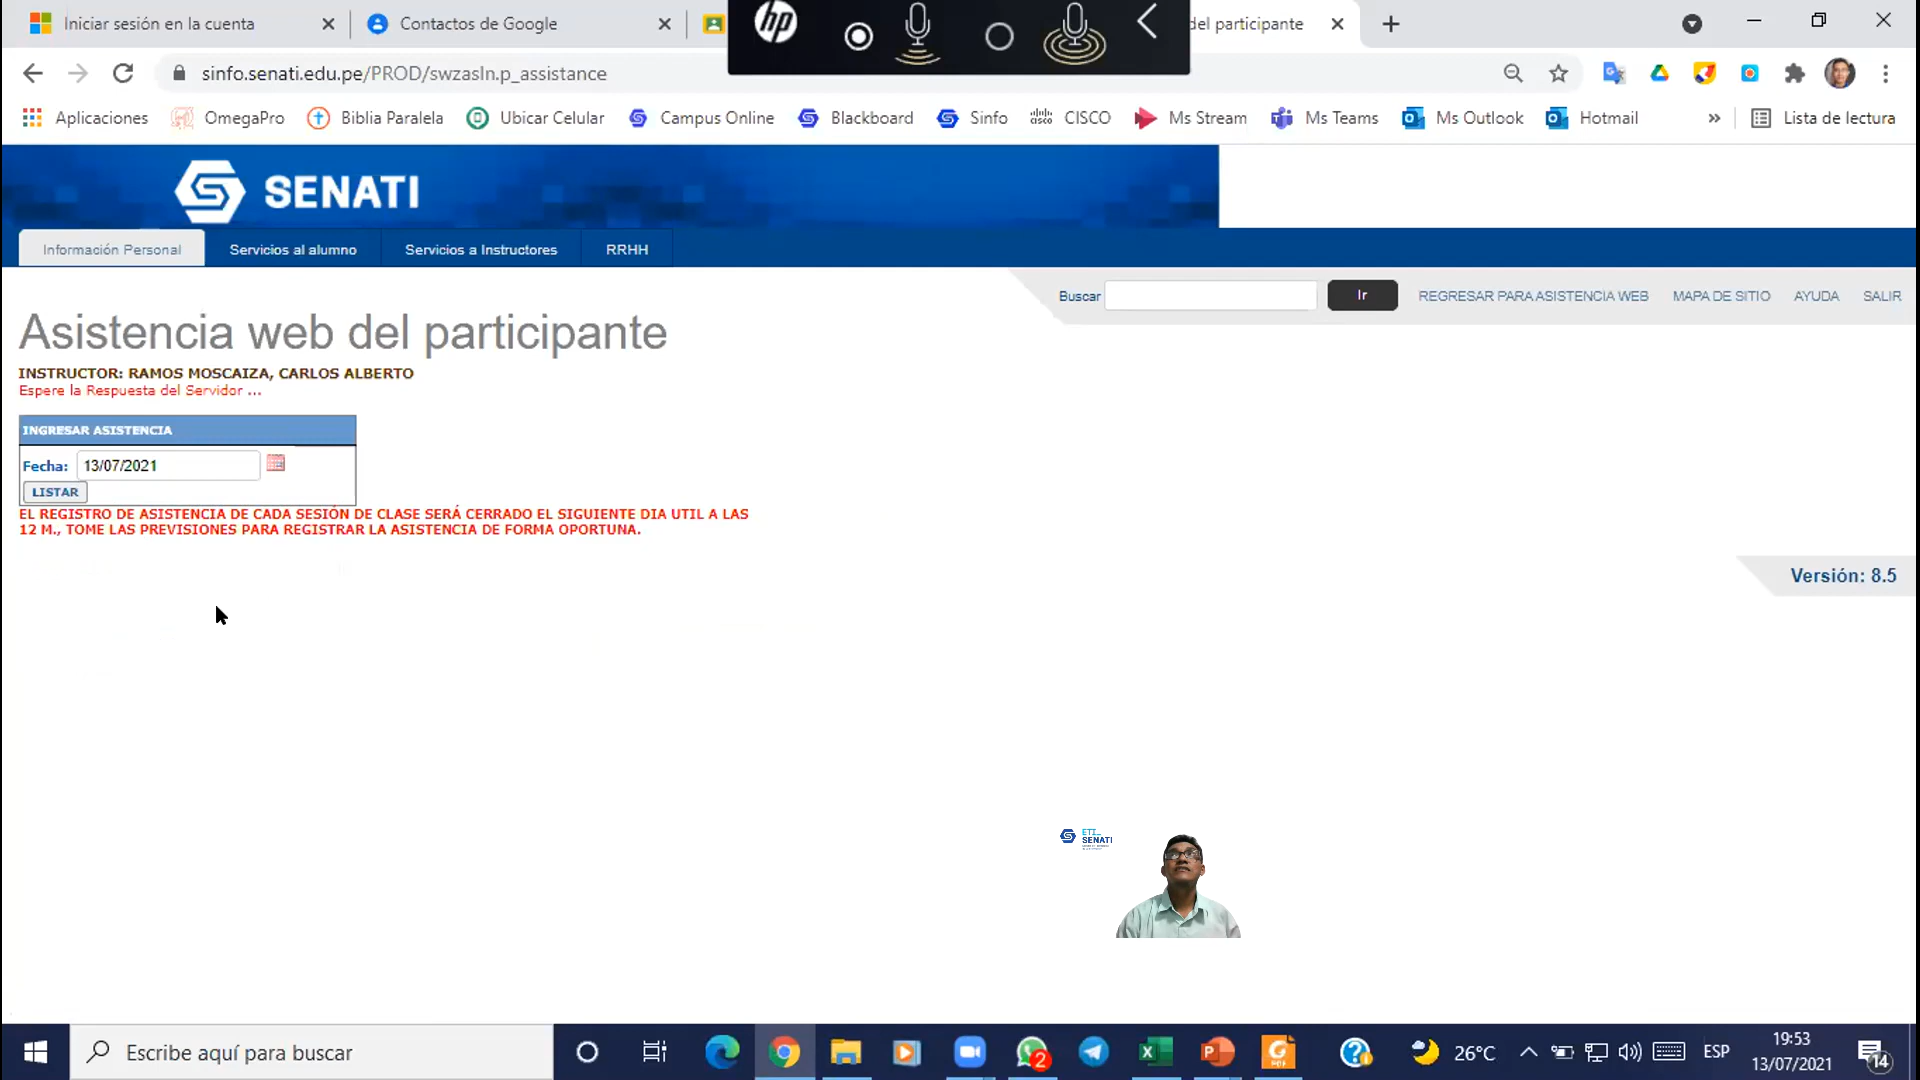 Iniciar sesión en la cuenta
Contactos de Google
del participante
sinfo.senati.edu.pe/PROD/swzasln.p_assistance
Aplicaciones
OmegaPro
Biblia Paralela
Ubicar Celular
Campus Online
Blackboard
Sinfo
CISCO
Ms Stream
Ms Teams
Ms Outlook
Hotmail
»
Lista de lectura
SENATI
Información Personal
Servicios al alumno
Servicios a Instructores
RRHH
Buscar
Ir
REGRESAR PARA ASISTENCIA WEB
MAPA DE SITIO
AYUDA
SALIR
Asistencia web del participante
INSTRUCTOR: RAMOS MOSCAIZA, CARLOS ALBERTO
Espere la Respuesta del Servidor ...
INGRESAR ASISTENCIA
Fecha: 13/07/2021
LISTAR
EL REGISTRO DE ASISTENCIA DE CADA SESIÓN DE CLASE SERÁ CERRADO EL SIGUIENTE DIA UTIL A LAS
12 M., TOME LAS PREVISIONES PARA REGISTRAR LA ASISTENCIA DE FORMA OPORTUNA.
Versión: 8.5
ETI_
SENATI
Escribe aquí para buscar
2
26°C
ESP
19:53
13/07/2021
14